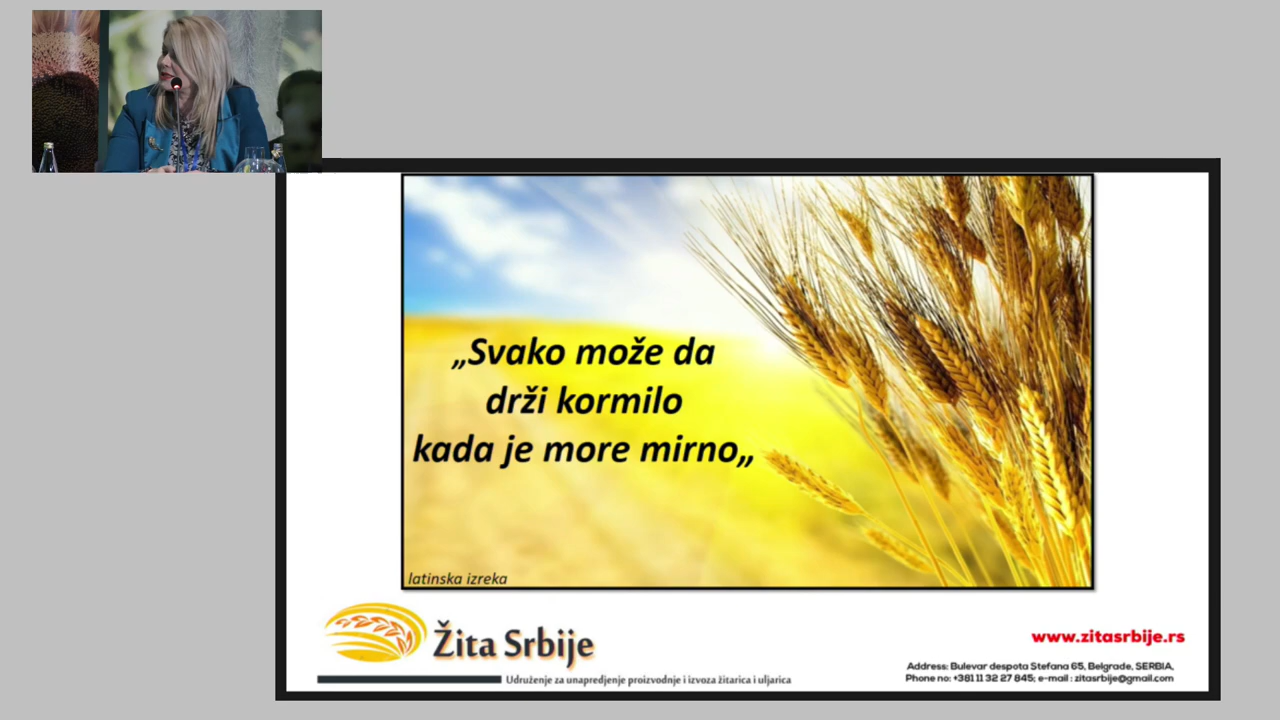 „Svako može da
drži kormilo
kada je more mirno„
latinska izreka
Žita Srbije
Udruženje za unapredjenje proizvodnje i izvoza žitarica i uljarica
www.zitasrbije.rs
Address: Bulevar despota Stefana 65, Belgrade, SERBIA,
Phone no: +381 11 32 27 845; e-mail : zitasrbije@gmail.com